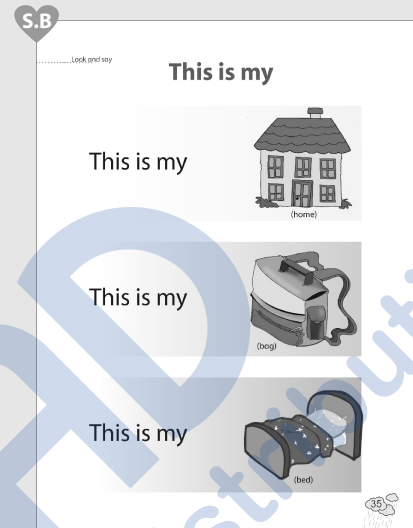 S.B
Look and say
This is my
This is my
(home)
This is my
(bag)
This is my
(bed)
35